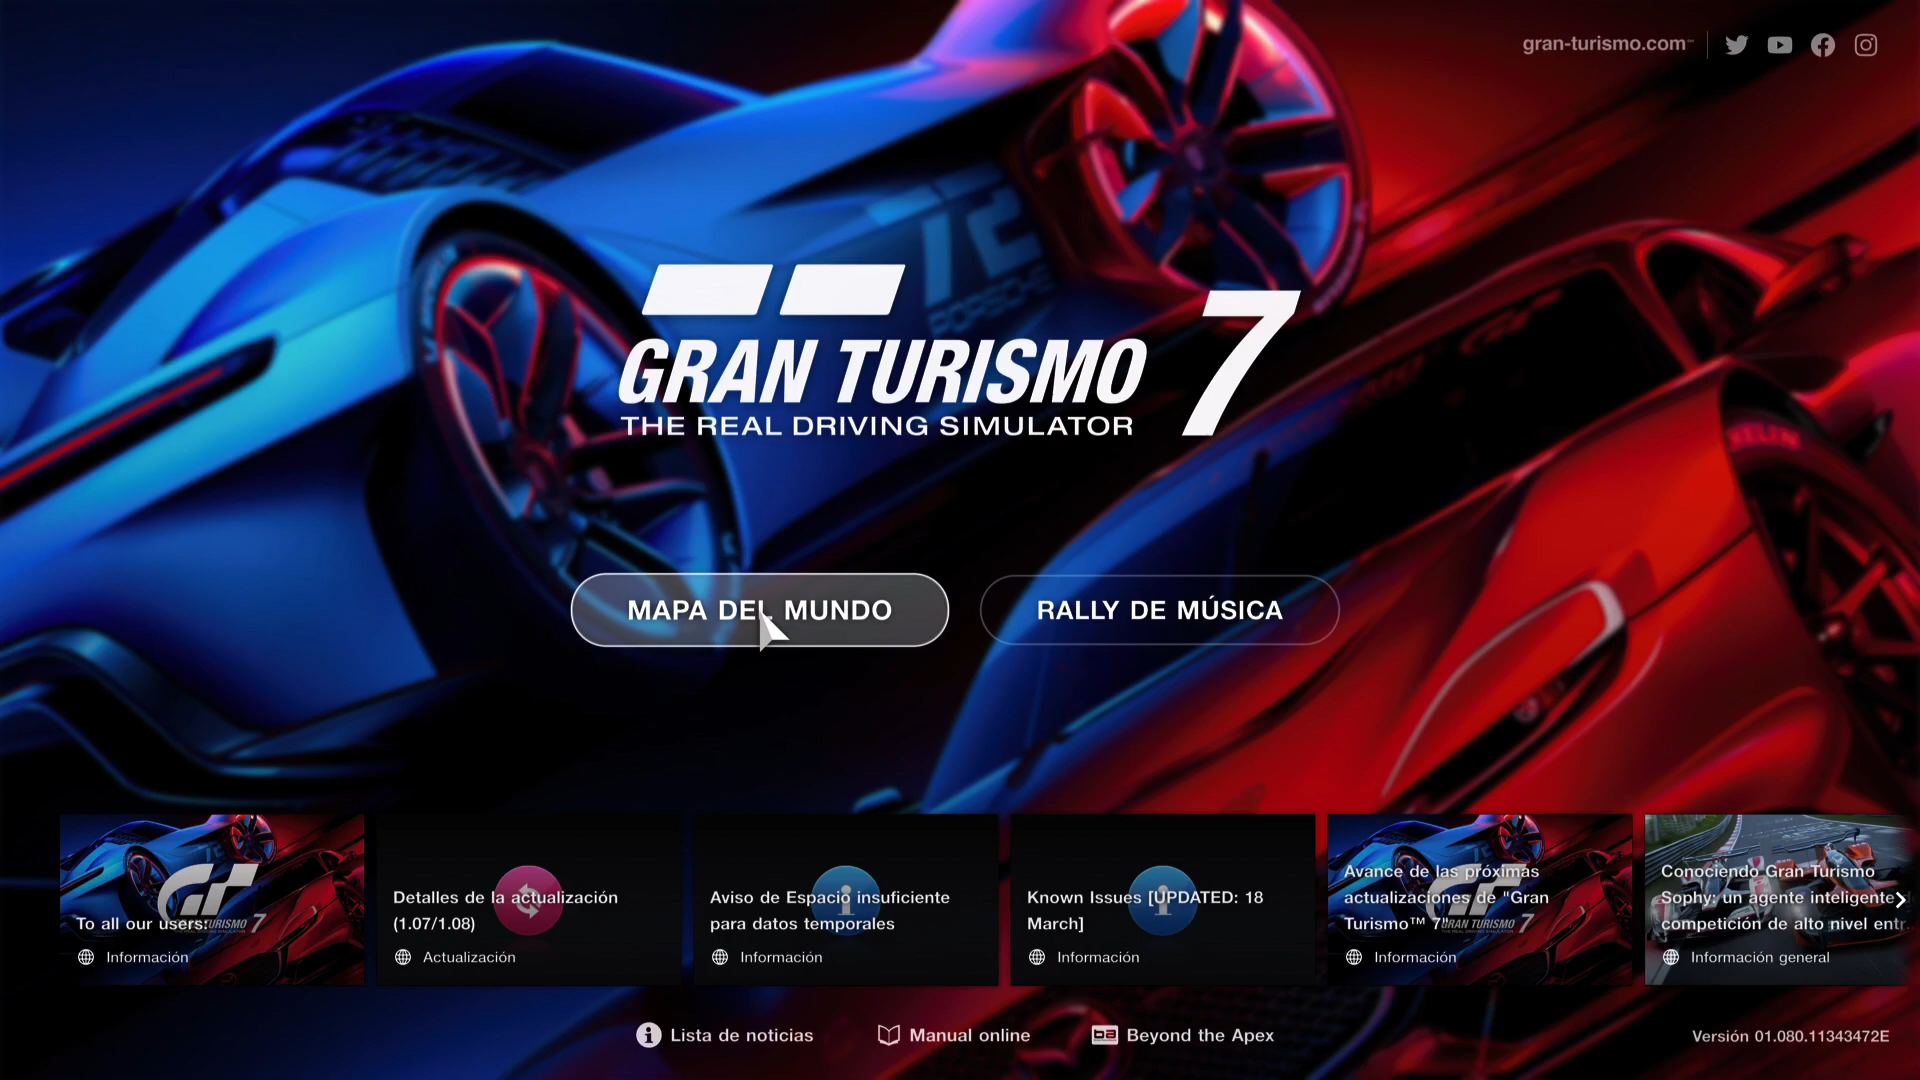 gran-turismo.com
72
PORSCHE
GRAN TURISMO 7
THE REAL DRIVING SIMULATOR
MAPA DEL MUNDO
RALLY DE MÚSICA
To all our users:
Información
Detalles de la actualización
(1.07/1.08)
Actualización
Aviso de Espacio insuficiente
para datos temporales
Información
Known Issues [UPDATED: 18
March]
Información
Avance de las próximas
actualizaciones de "Gran
Turismo™ 7"
Información
Conociendo Gran Turismo
Sophy: un agente inteligente
competición de alto nivel entr
Información general
Lista de noticias
Manual online
Beyond the Apex
Versión 01.080.11343472E